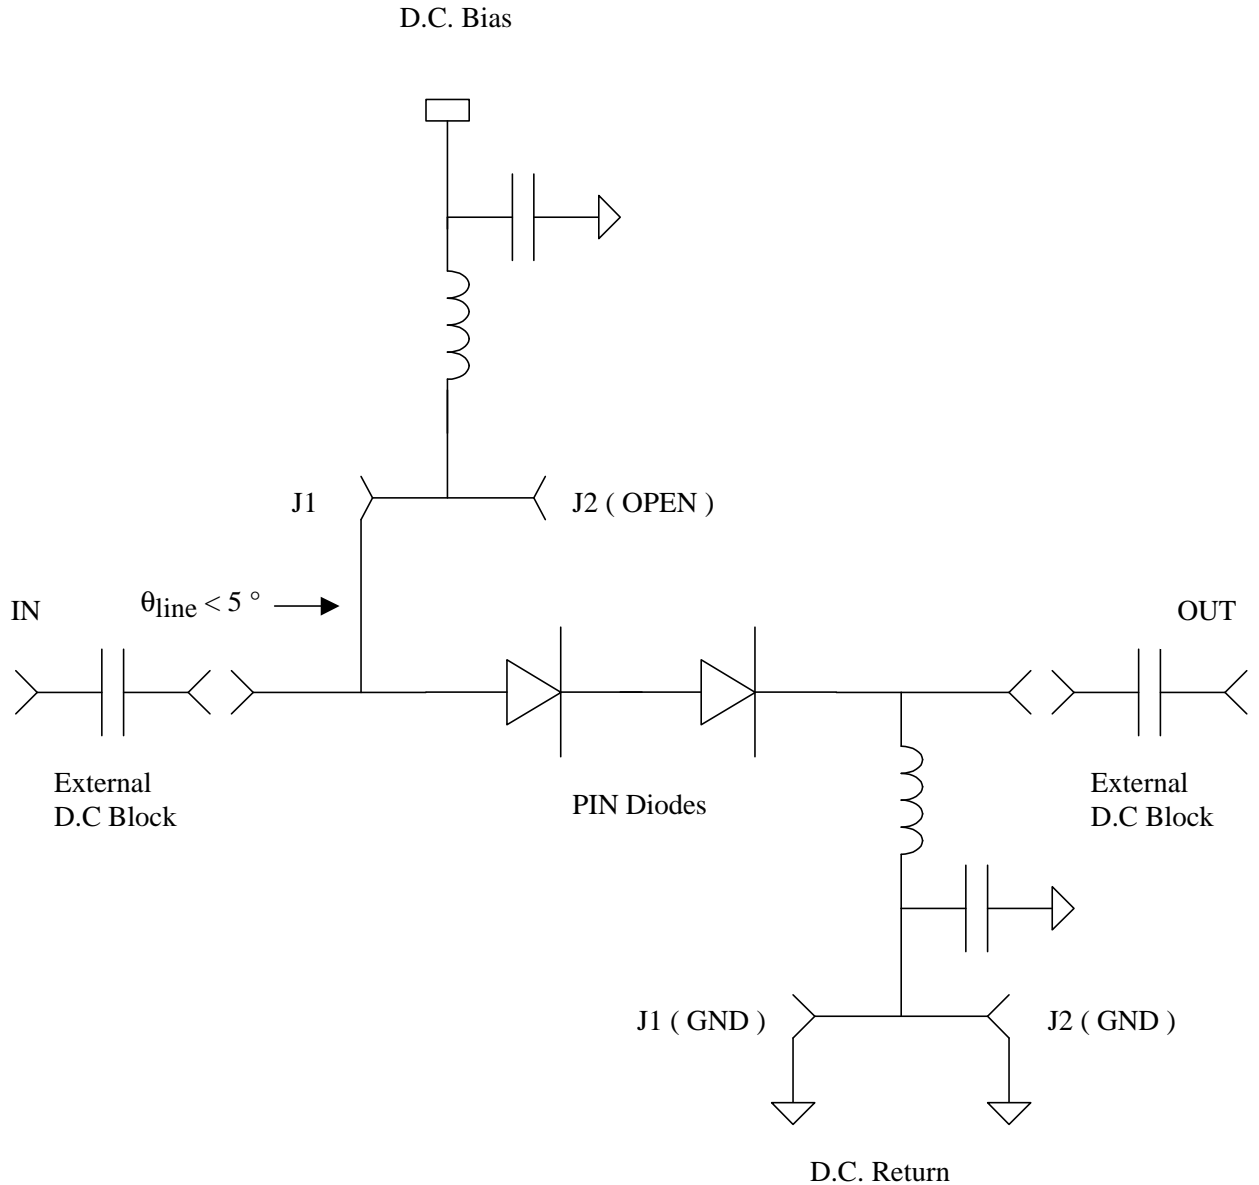 D.C. Bias
J1
J2 ( OPEN )
θline < 5 °
IN
OUT
External
D.C Block
PIN Diodes
External
D.C Block
J1 ( GND )
J2 ( GND )
D.C. Return